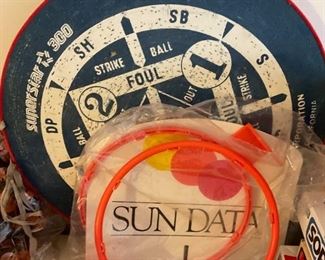 superstar 300
SB
SH
BALL
S
STRIKE
FOUL
1
2
STRIKE
DP
BALL
OUT
SUN DATA